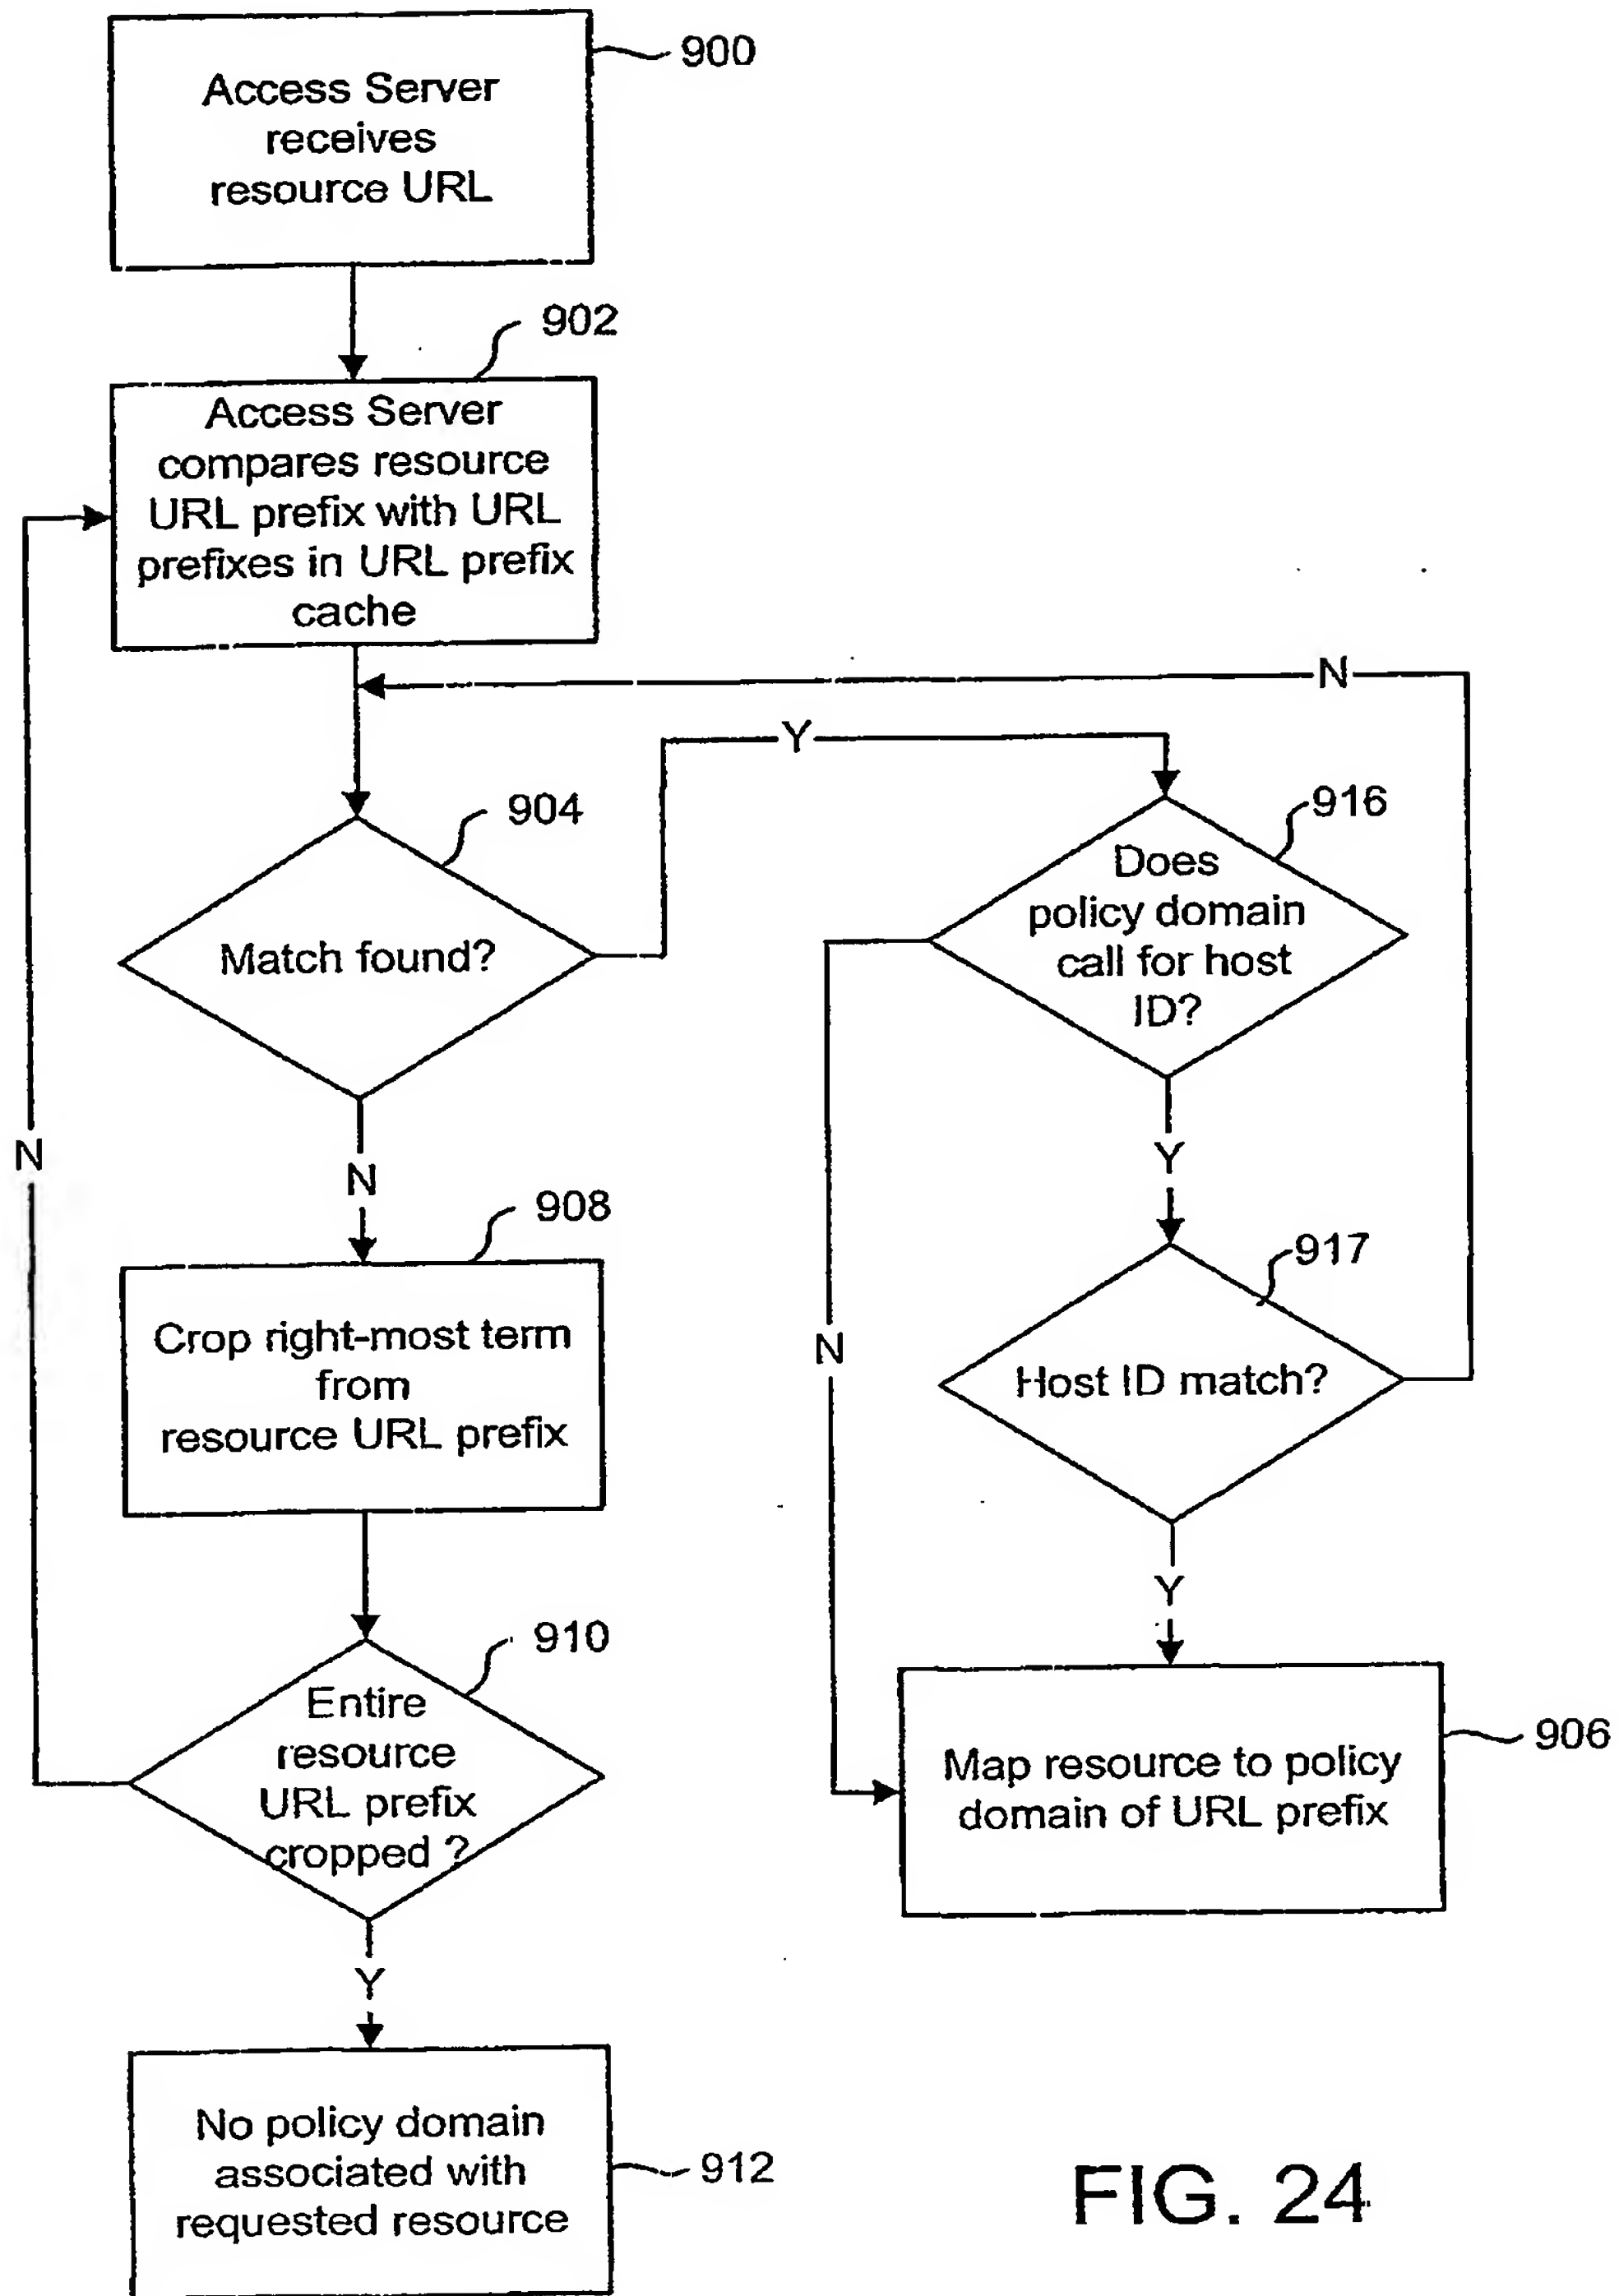 900
Access Server
receives
resource URL
902
Access Server
compares resource
URL prefix with URL
prefixes in URL prefix
cache
N
Y
904
916
Does
policy domain
call for host
ID?
Match found?
N
Y
N
908
917
Crop right-most term
from
resource URL prefix
N
Host ID match?
Y
910
Entire
resource
URL prefix
cropped ?
906
Map resource to policy
domain of URL prefix
Y
No policy domain
associated with
requested resource
912
FIG. 24